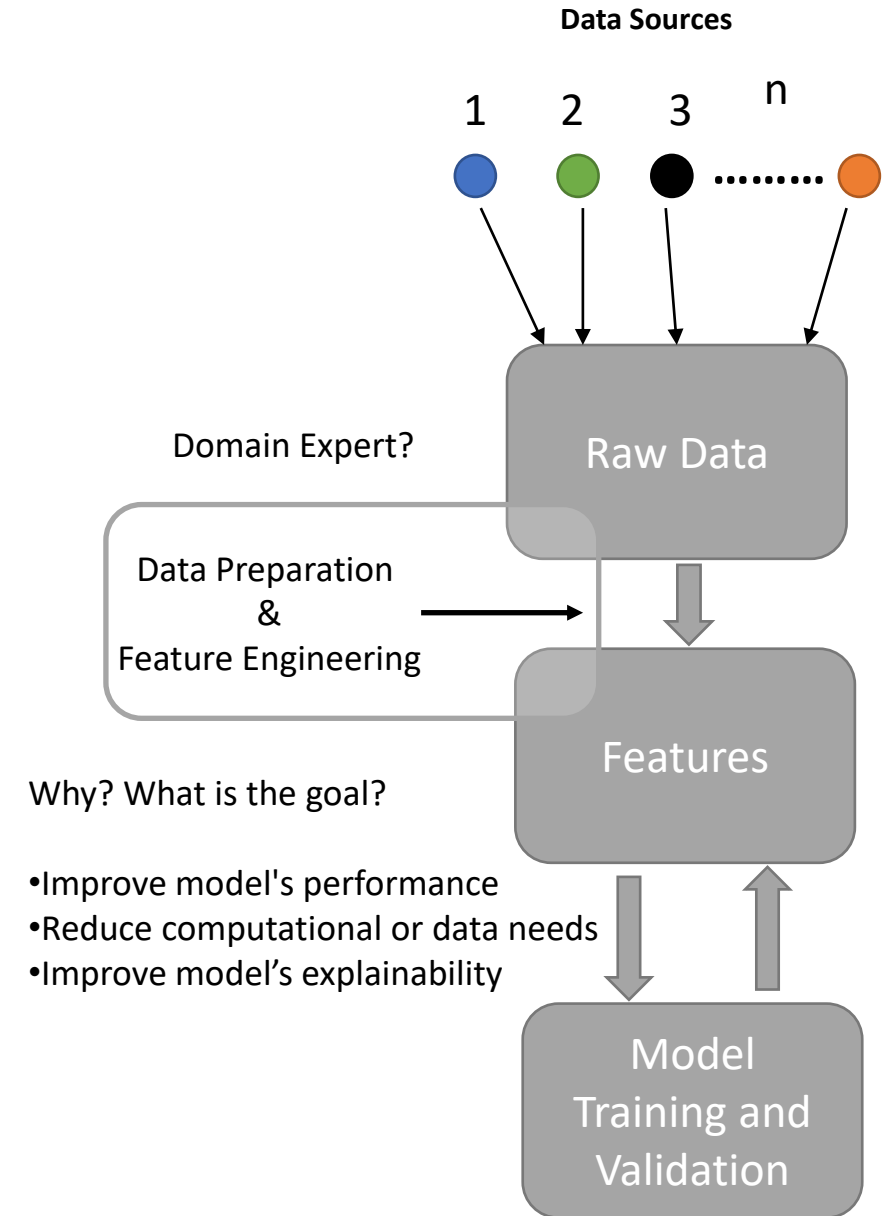 Data Sources
1 2 3 n
.........
Raw Data
Domain Expert?
Data Preparation
&
Feature Engineering
Features
Why? What is the goal?
•Improve model's performance
•Reduce computational or data needs
•Improve model’s explainability
Model
Training and
Validation